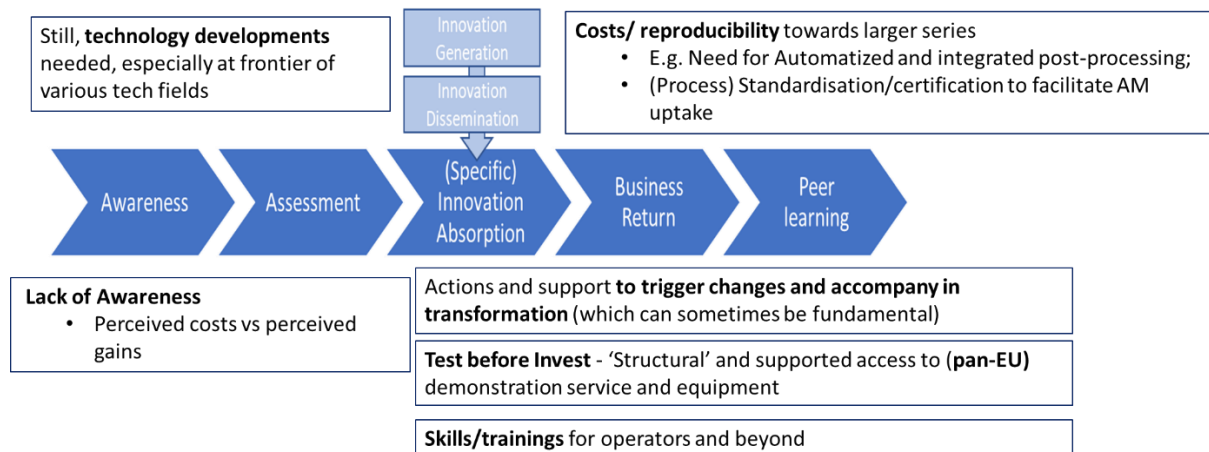 Still, technology developments
needed, especially at frontier of
various tech fields
Innovation
Generation
Innovation
Dissemination
Costs/ reproducibility towards larger series
• E.g. Need for Automatized and integrated post-processing;
• (Process) Standardisation/certification to facilitate AM
uptake
Awareness
Assessment
(Specific)
Innovation
Absorption
Business
Return
Peer
learning
Lack of Awareness
• Perceived costs vs perceived
gains
Actions and support to trigger changes and accompany in
transformation (which can sometimes be fundamental)
Test before Invest - ‘Structural’ and supported access to (pan-EU)
demonstration service and equipment
Skills/trainings for operators and beyond